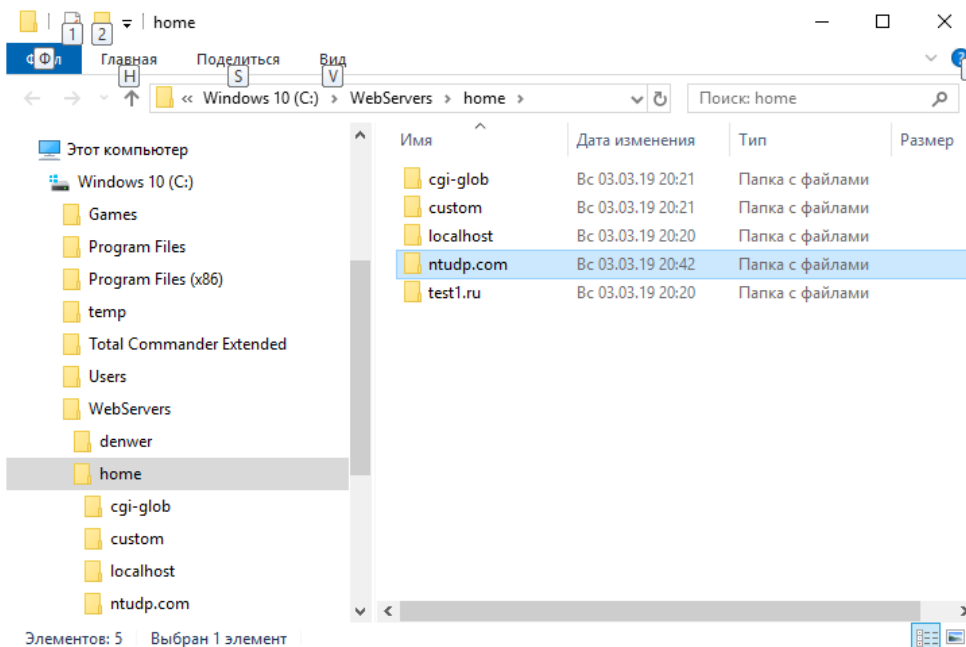 home
1 2
Ф
Главная Поделиться Вид
H S V
« Windows 10 (C:) › WebServers › home ›
Поиск: home
Имя Дата изменения Тип Размер
Этот компьютер
Windows 10 (C:)
Games
Program Files
Program Files (x86)
temp
Total Commander Extended
Users
WebServers
denwer
home
cgi-glob
custom
localhost
ntudp.com
cgi-glob Вс 03.03.19 20:21 Папка с файлами
custom Вс 03.03.19 20:21 Папка с файлами
localhost Вс 03.03.19 20:20 Папка с файлами
ntudp.com Вс 03.03.19 20:42 Папка с файлами
test1.ru Вс 03.03.19 20:20 Папка с файлами
Элементов: 5 Выбран 1 элемент